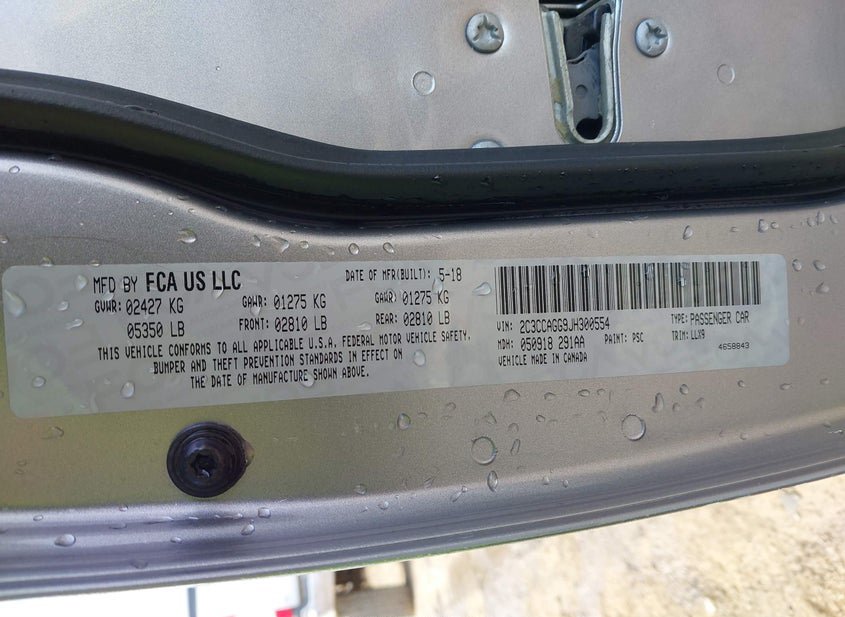 MFD BY FCA US LLC DATE OF MFR(BUILT): 5-18
GVWR: 02427 KG GAWR: 01275 KG GAWR: 01275 KG
05350 LB FRONT: 02810 LB REAR: 02810 LB
THIS VEHICLE CONFORMS TO ALL APPLICABLE U.S.A. FEDERAL MOTOR VEHICLE SAFETY,
BUMPER AND THEFT PREVENTION STANDARDS IN EFFECT ON
THE DATE OF MANUFACTURE SHOWN ABOVE.
VIN: 2C3CCAGG9JH300554 TYPE: PASSENGER CAR
MDH: 050918 291AA PAINT: PSC TRIM: LLX9
VEHICLE MADE IN CANADA 4658843